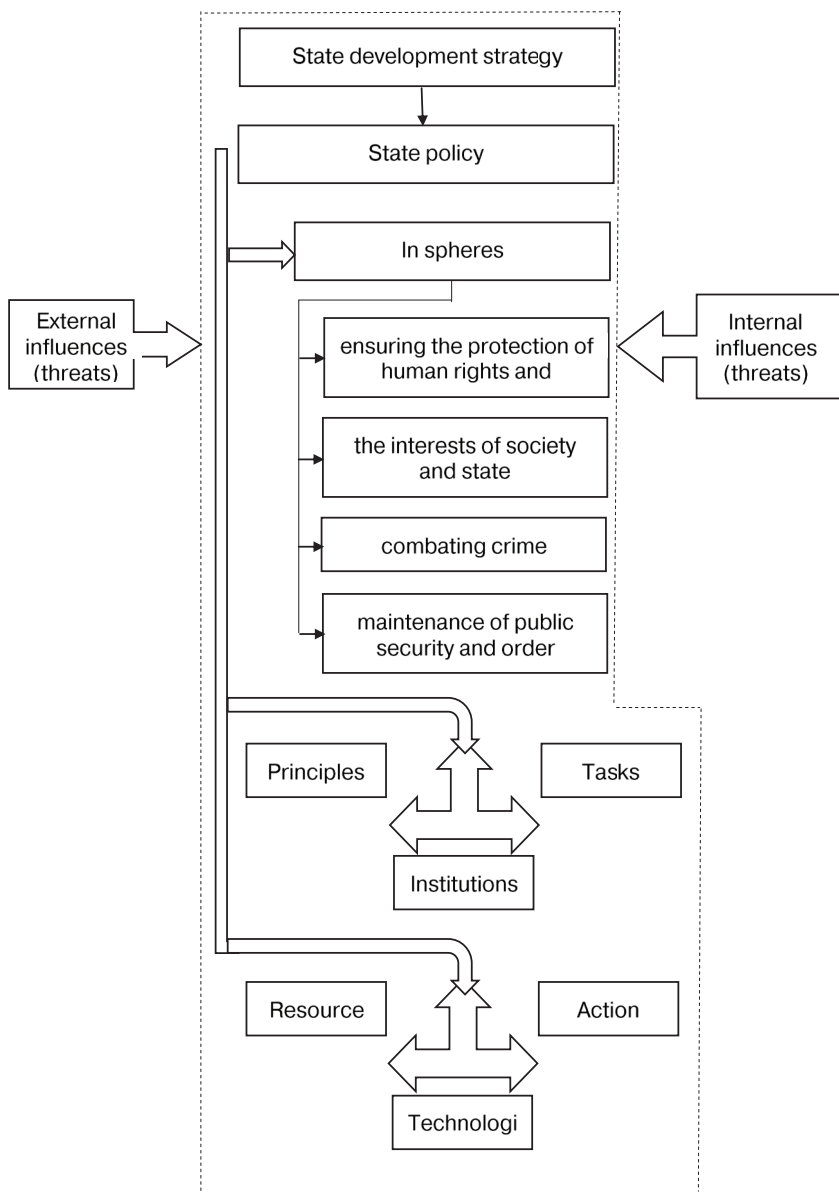 State development strategy
State policy
In spheres
External
influences
(threats)
Internal
influences
(threats)
ensuring the protection of
human rights and
the interests of society
and state
combating crime
maintenance of public
security and order
Principles
Tasks
Institutions
Resource
Action
Technologi